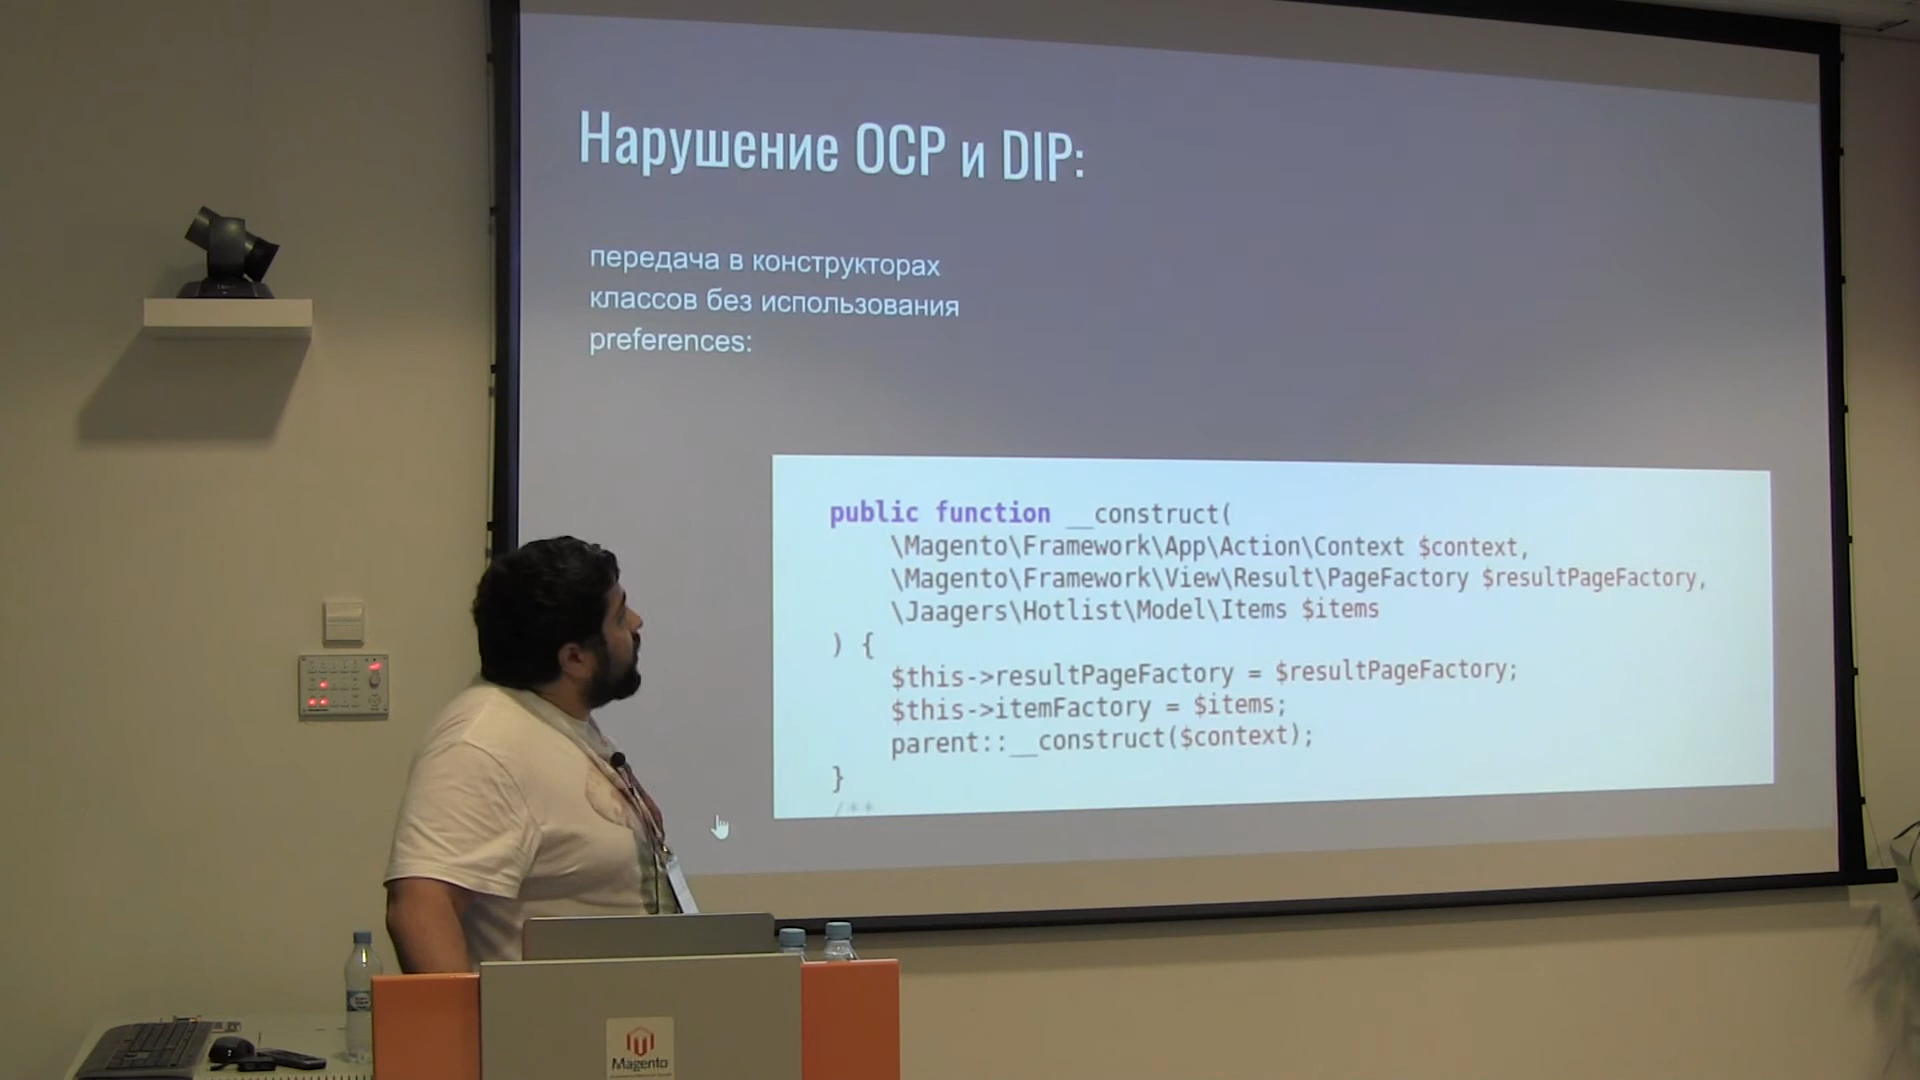 Нарушение OCP и DIP:
передача в конструкторах
классов без использования
preferences:
public function __construct(
\Magento\Framework\App\Action\Context $context,
\Magento\Framework\View\Result\PageFactory $resultPageFactory,
\Jaagers\Hotlist\Model\Items $items
) {
$this->resultPageFactory = $resultPageFactory;
$this->itemFactory = $items;
parent::__construct($context);
}
/**
Magento